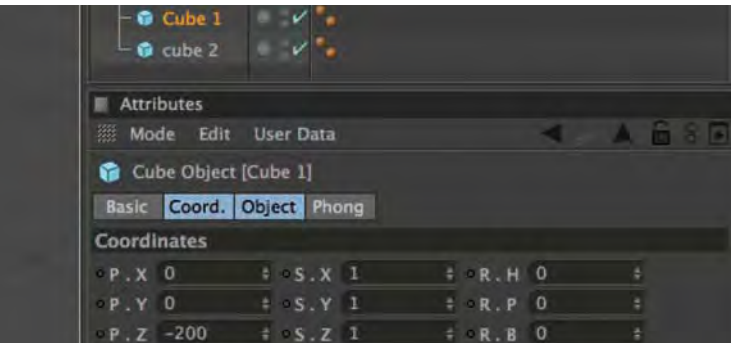 Cube 1
cube 2
Attributes
Mode Edit User Data
Cube Object [Cube 1]
Basic Coord. Object Phong
Coordinates
P . X 0 S . X 1 R . H 0
P . Y 0 S . Y 1 R . P 0
P . Z -200 S . Z 1 R . B 0